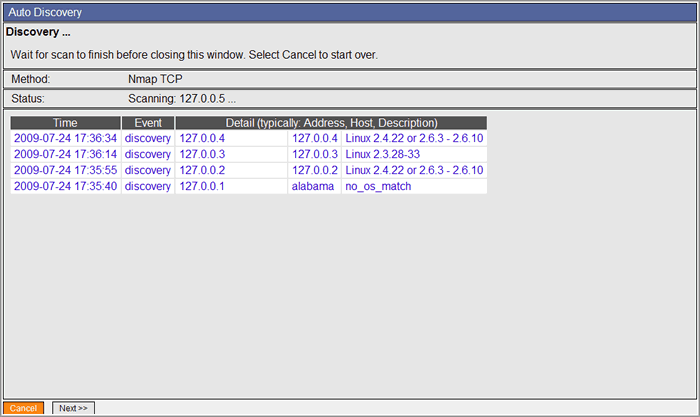 Auto Discovery
Discovery ...
Wait for scan to finish before closing this window. Select Cancel to start over.
Method: Nmap TCP
Status: Scanning: 127.0.0.5 ...
Time Event Detail (typically: Address, Host, Description)
2009-07-24 17:36:34 discovery 127.0.0.4 127.0.0.4 Linux 2.4.22 or 2.6.3 - 2.6.10
2009-07-24 17:36:14 discovery 127.0.0.3 127.0.0.3 Linux 2.3.28-33
2009-07-24 17:35:55 discovery 127.0.0.2 127.0.0.2 Linux 2.4.22 or 2.6.3 - 2.6.10
2009-07-24 17:35:40 discovery 127.0.0.1 alabama no_os_match
Cancel Next >>